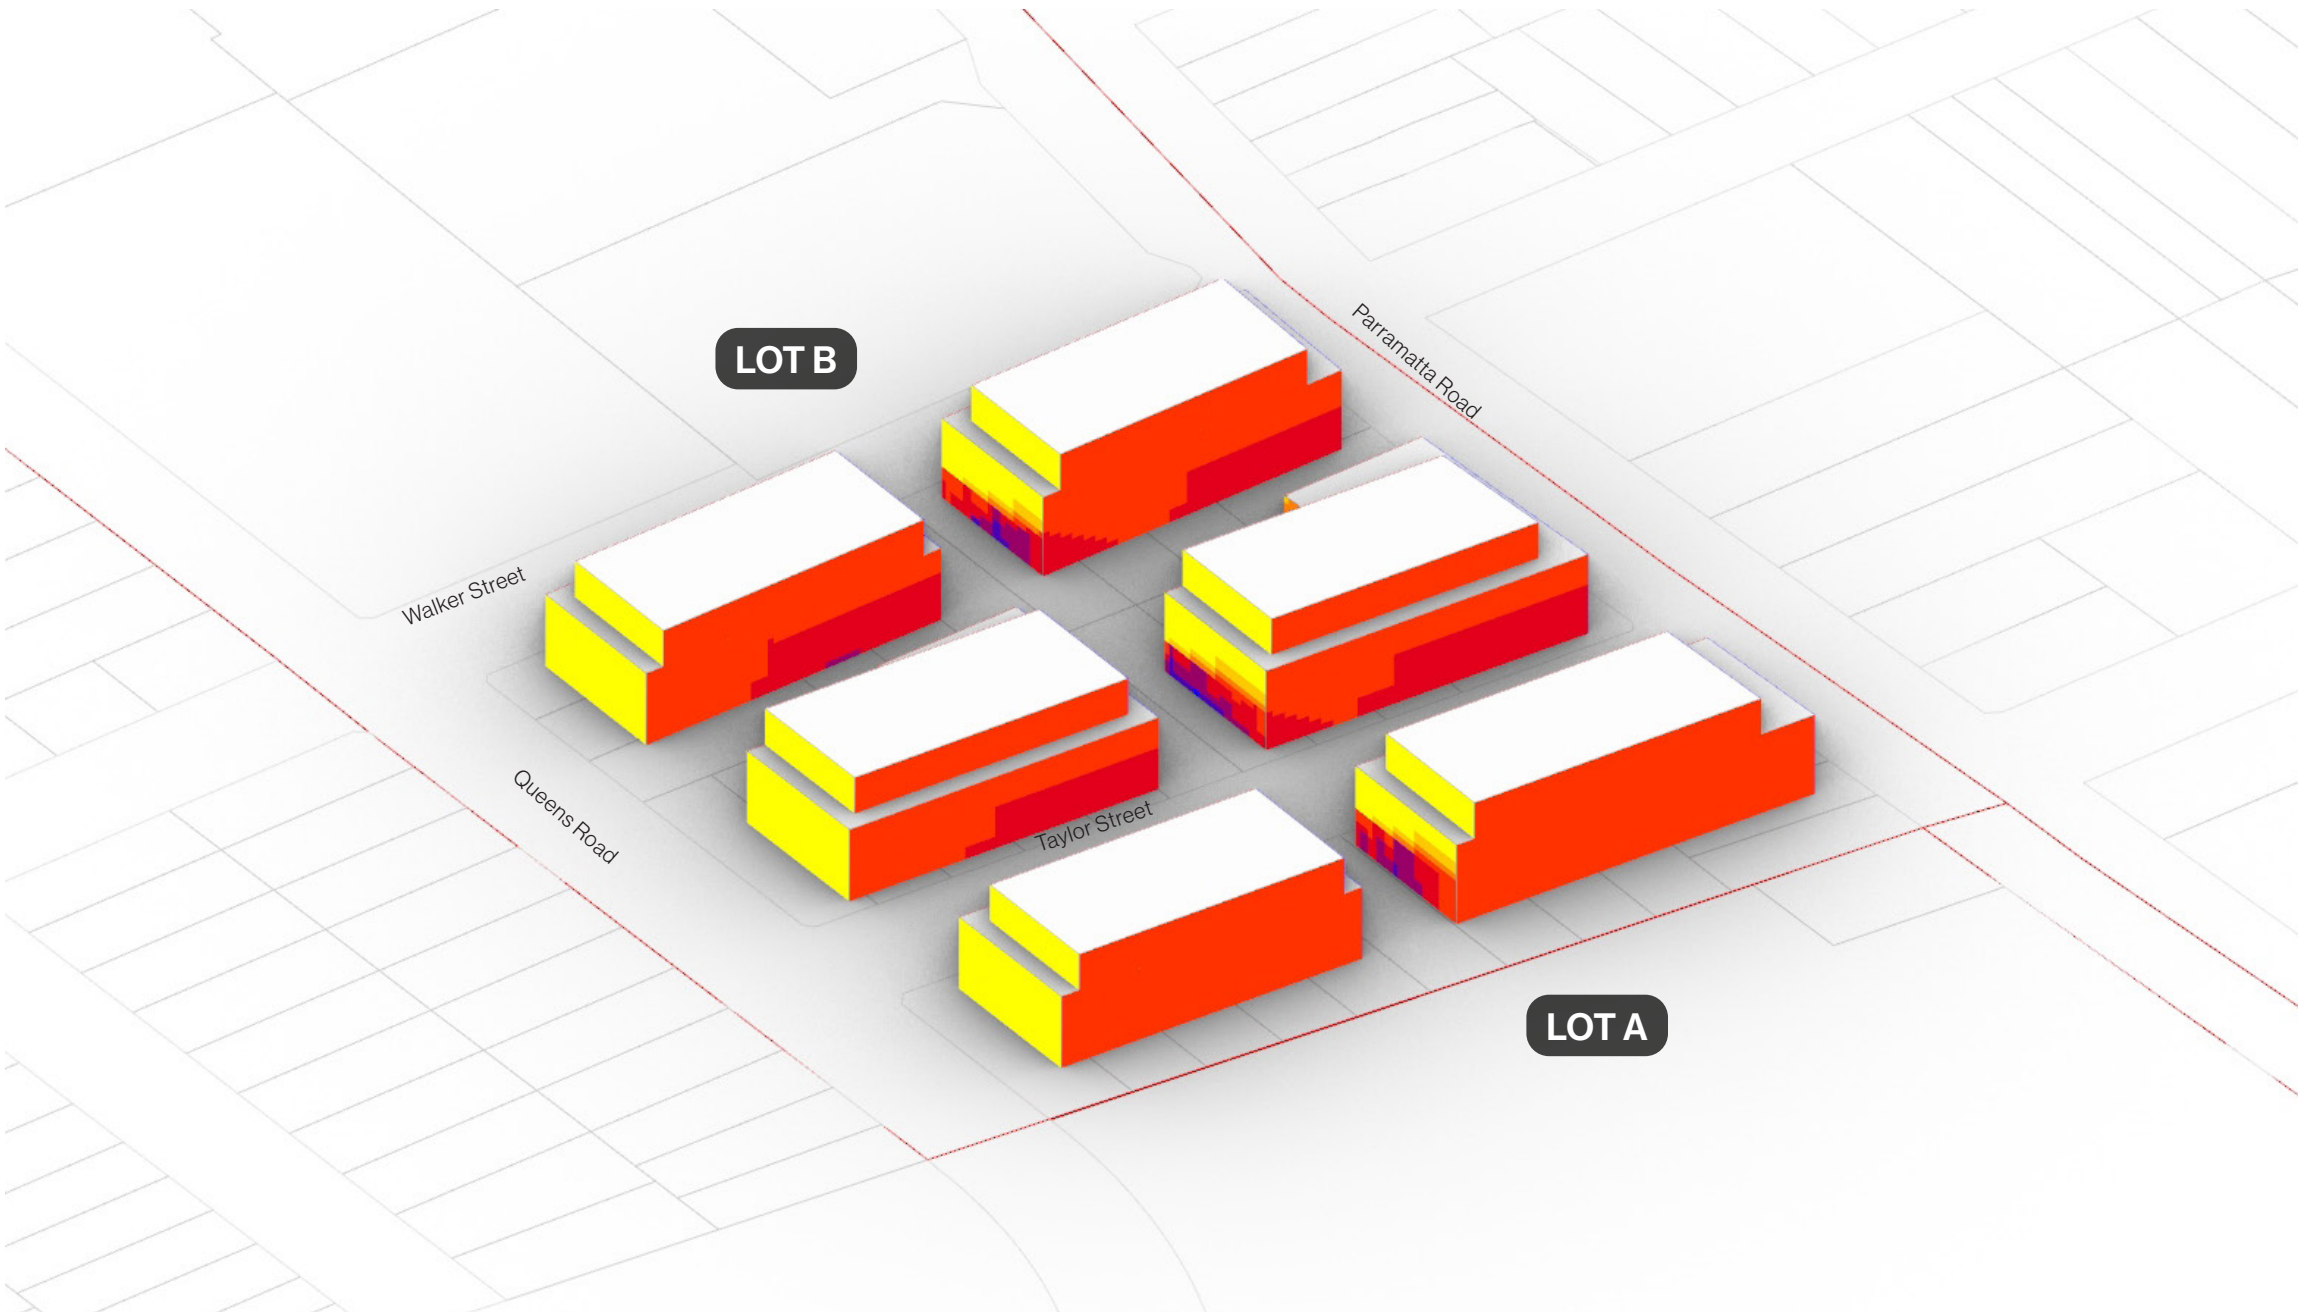 LOT B
Parramatta Road
Walker Street
Queens Road
Taylor Street
LOT A